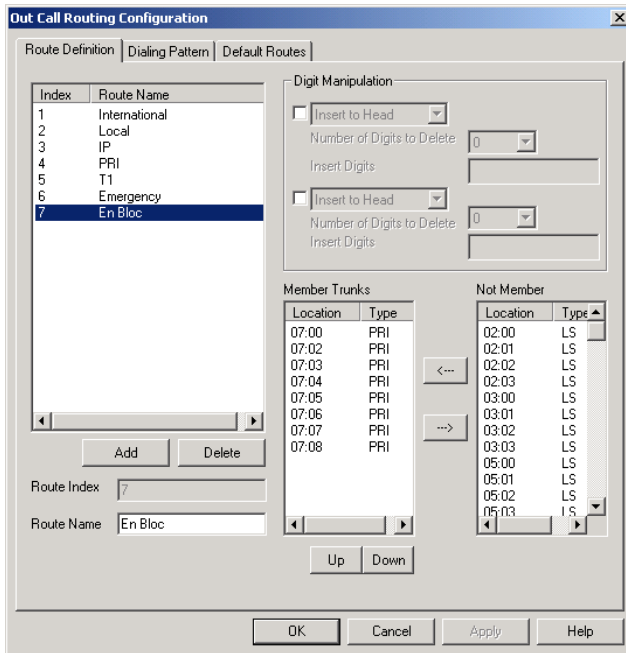 Out Call Routing Configuration
Route Definition Dialing Pattern Default Routes
Index Route Name
1 International
2 Local
3 IP
4 PRI
5 T1
6 Emergency
7 En Bloc
Add Delete
Route Index 7
Route Name En Bloc
Digit Manipulation
Insert to Head
Number of Digits to Delete 0
Insert Digits
Insert to Head
Number of Digits to Delete 0
Insert Digits
Member Trunks
Location Type
07:00 PRI
07:02 PRI
07:03 PRI
07:04 PRI
07:05 PRI
07:06 PRI
07:07 PRI
07:08 PRI
<---
--->
Not Member
Location Type
02:00 LS
02:01 LS
02:02 LS
02:03 LS
03:00 LS
03:01 LS
03:02 LS
03:03 LS
05:00 LS
05:01 LS
05:02 LS
05:03 LS
Up Down
OK Cancel Apply Help